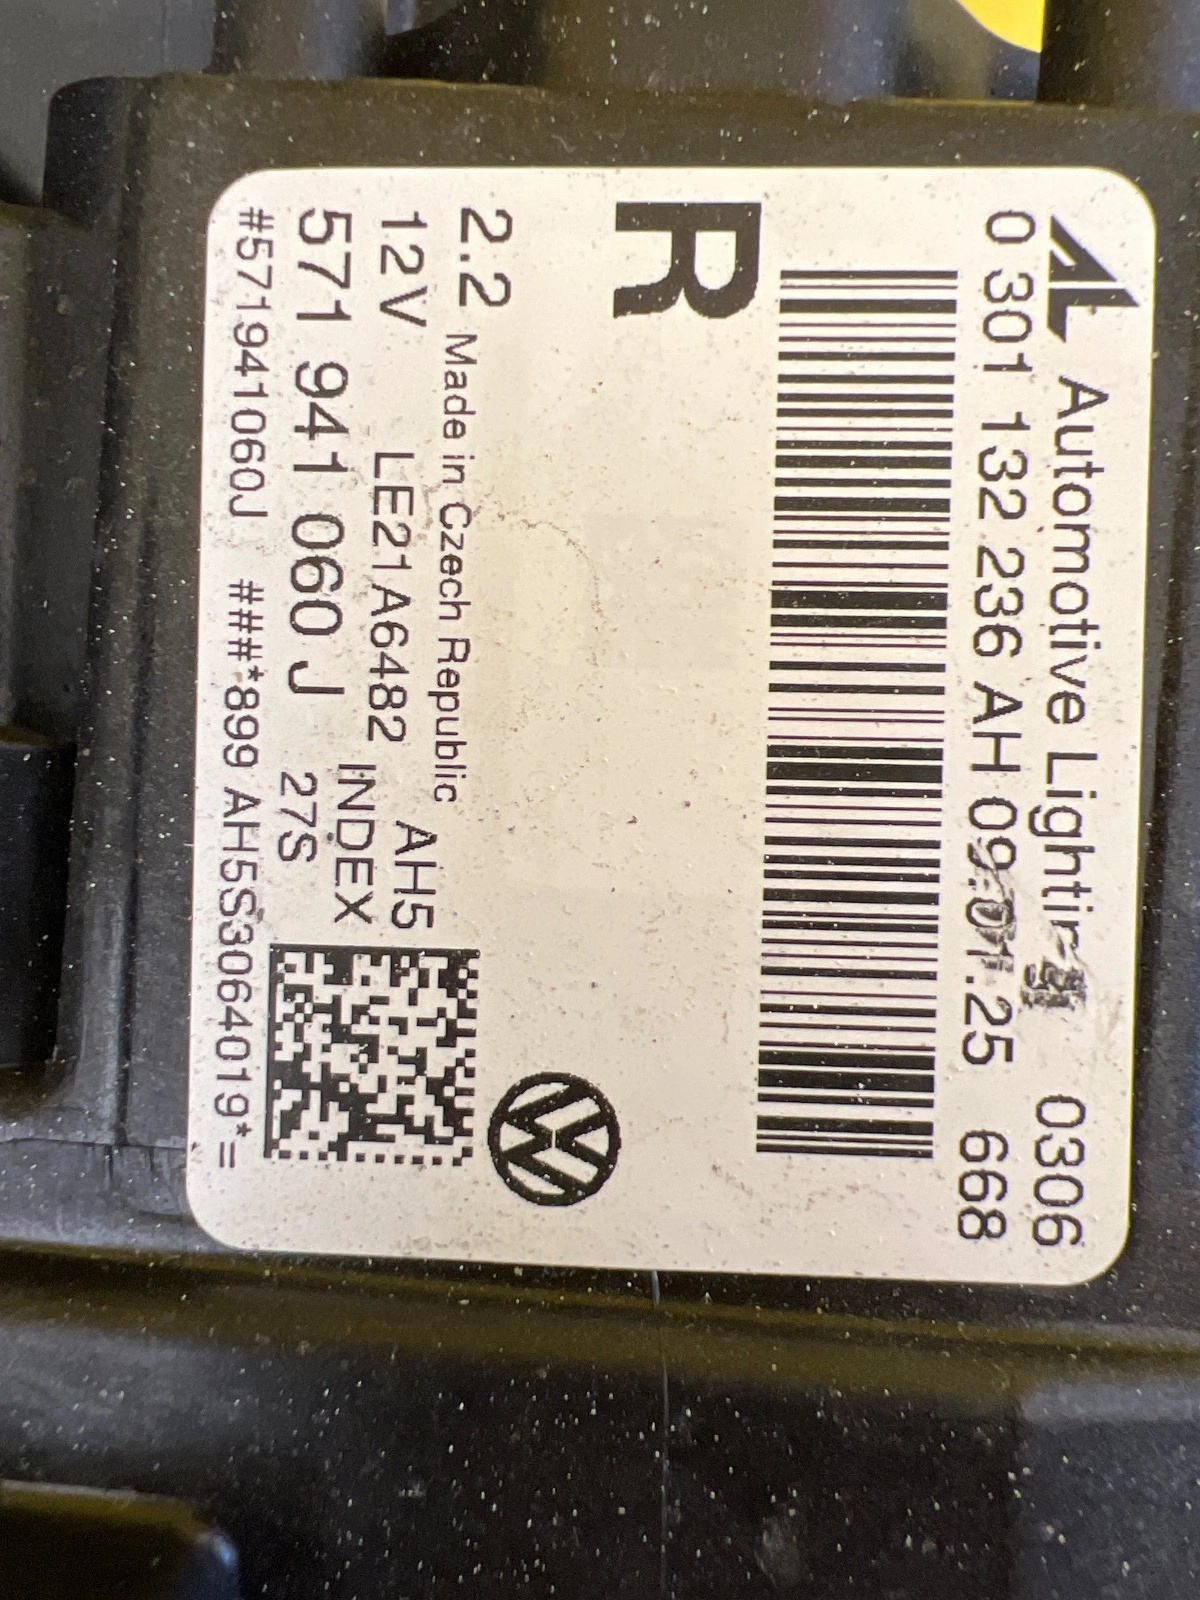 AL Automotive Lighting 0306
0 301 132 236 AH 09.01.25 668
R
2.2 Made in Czech Republic AH5
12V LE21A6482 INDEX
571 941 060 J 27S
#571941060J ###*899 AH5S3064019*=